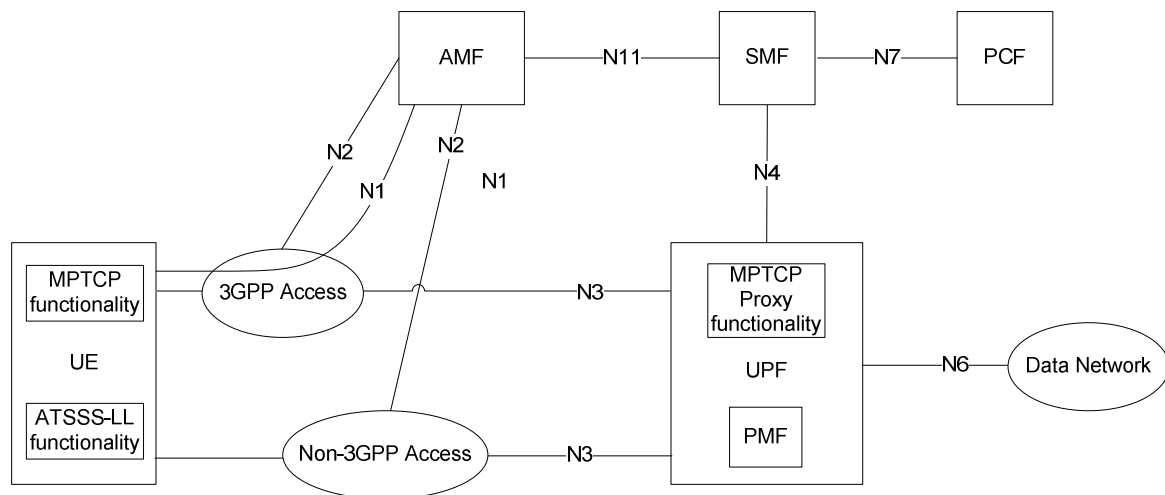 AMF
N11
SMF
N7
PCF
N2
N2
N1
N1
N4
MPTCP
functionality
UE
ATSSS-LL
functionality
3GPP Access
N3
Non-3GPP Access
N3
MPTCP
Proxy
functionality
UPF
PMF
N6
Data Network